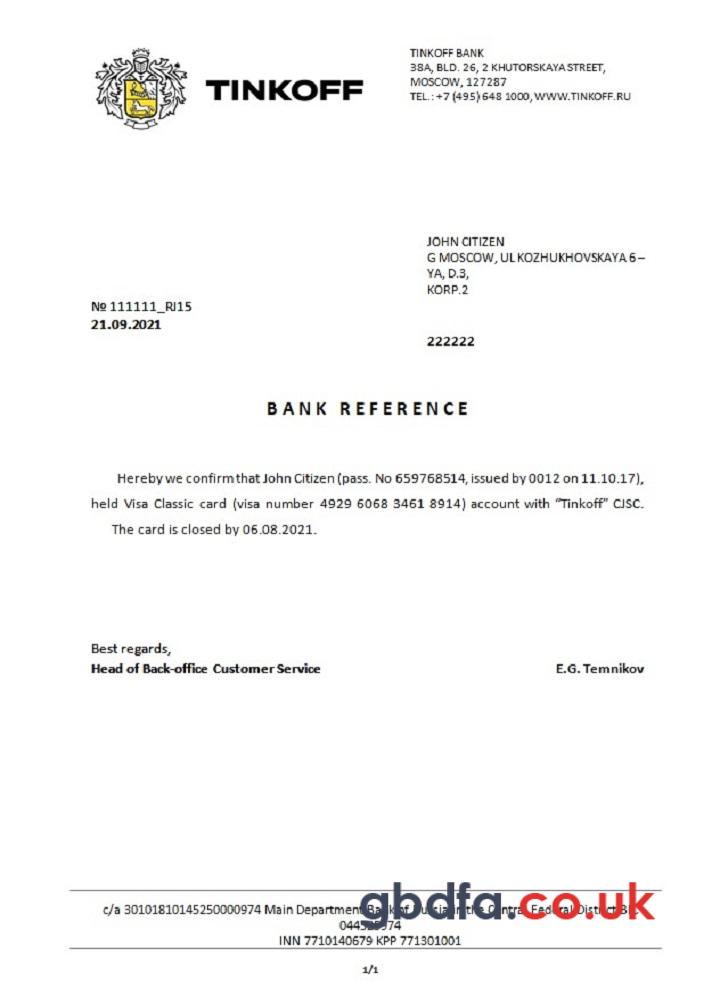 TINKOFF
TINKOFF BANK
38A, BLD. 26, 2 KHUTORSKAYA STREET,
MOSCOW, 127287
TEL.: +7 (495) 648 1000, WWW.TINKOFF.RU
JOHN CITIZEN
G MOSCOW, UL KOZHUKHOVSKAYA 6 –
YA, D.3,
KORP.2
№ 111111_RJ15
21.09.2021
222222
BANK REFERENCE
Hereby we confirm that John Citizen (pass. No 659768514, issued by 0012 on 11.10.17),
held Visa Classic card (visa number 4929 6068 3461 8914) account with “Tinkoff” CJSC.
The card is closed by 06.08.2021.
Best regards,
Head of Back-office Customer Service E.G. Temnikov
gbdfa.co.uk
c/a 30101810145250000974 Main Department Bank of Russia in the Central Federal District
INN 7710140679 KPP 771301001
1/1